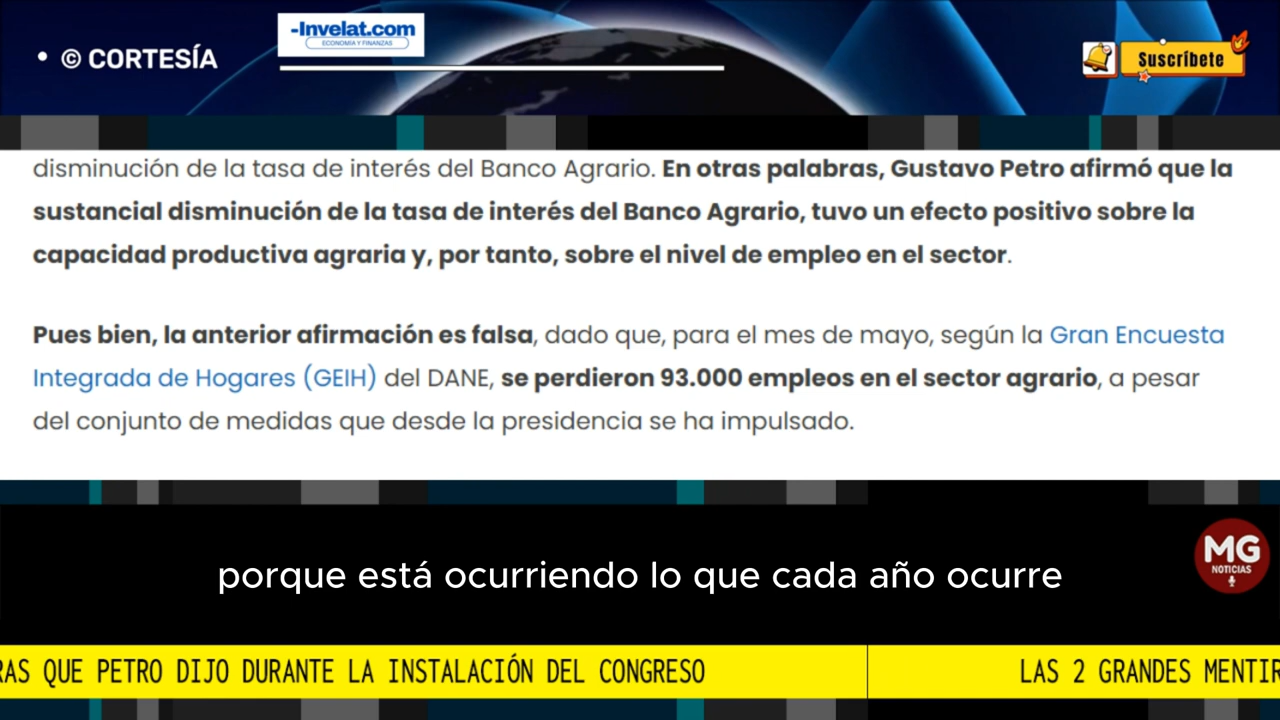 • © CORTESÍA
-Invelat.com
ECONOMÍA Y FINANZAS
Suscríbete
disminución de la tasa de interés del Banco Agrario. En otras palabras, Gustavo Petro afirmó que la
sustancial disminución de la tasa de interés del Banco Agrario, tuvo un efecto positivo sobre la
capacidad productiva agraria y, por tanto, sobre el nivel de empleo en el sector.
Pues bien, la anterior afirmación es falsa, dado que, para el mes de mayo, según la Gran Encuesta
Integrada de Hogares (GEIH) del DANE, se perdieron 93.000 empleos en el sector agrario, a pesar
del conjunto de medidas que desde la presidencia se ha impulsado.
MG
NOTICIAS
porque está ocurriendo lo que cada año ocurre
RAS QUE PETRO DIJO DURANTE LA INSTALACIÓN DEL CONGRESO
LAS 2 GRANDES MENTIR